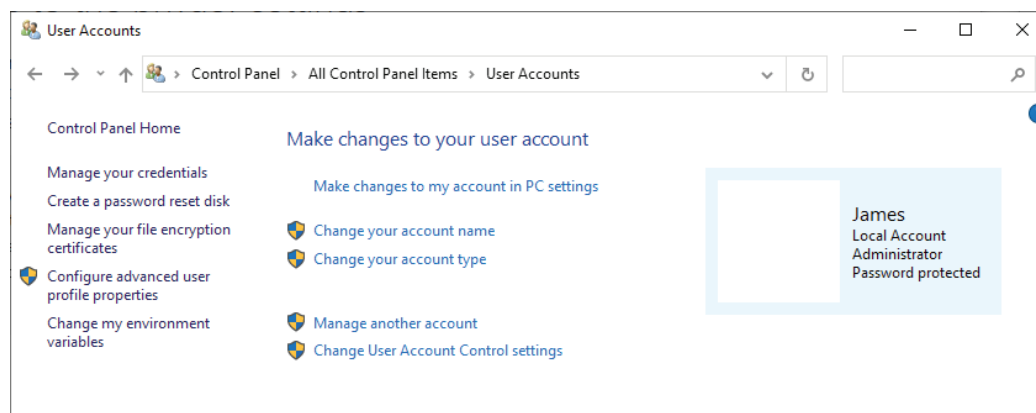 User Accounts
Control Panel > All Control Panel Items > User Accounts
Control Panel Home
Manage your credentials
Create a password reset disk
Manage your file encryption
certificates
Configure advanced user
profile properties
Change my environment
variables
Make changes to your user account
Make changes to my account in PC settings
Change your account name
Change your account type
Manage another account
Change User Account Control settings
James
Local Account
Administrator
Password protected